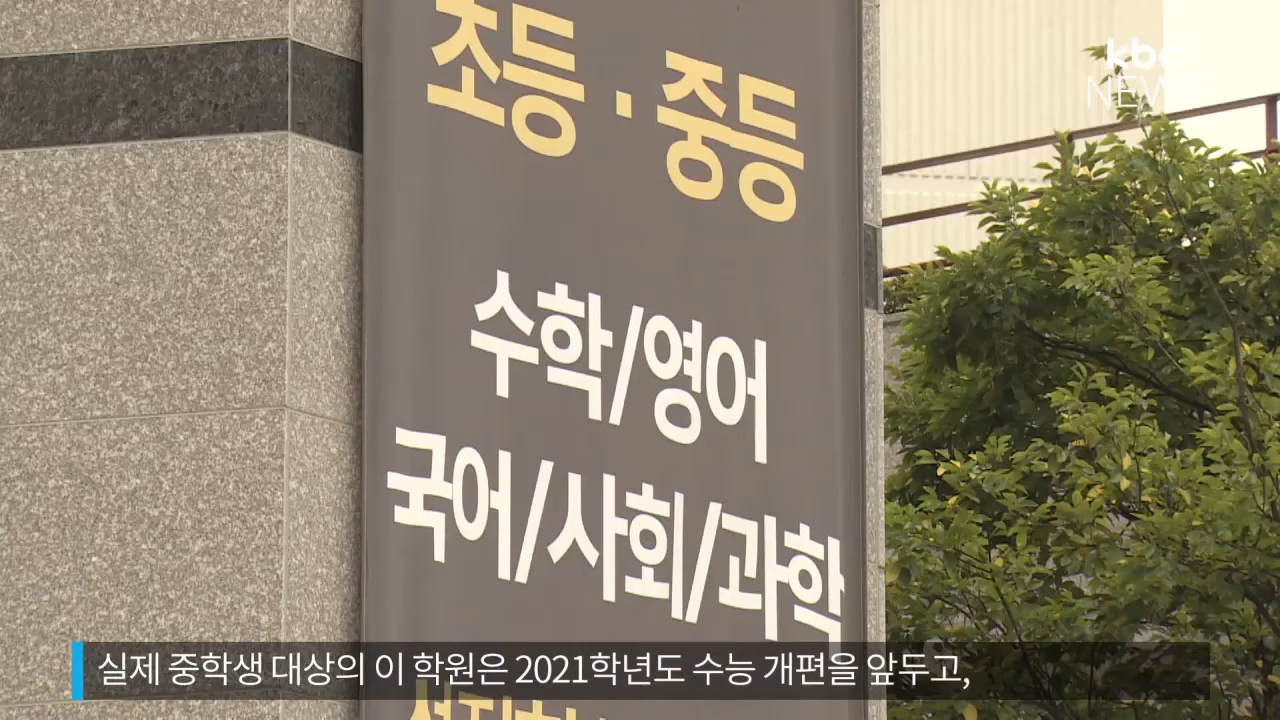 초등·중등
kbc
NEWS
수학/영어
국어/사회/과학
실제 중학생 대상의 이 학원은 2021학년도 수능 개편을 앞두고,